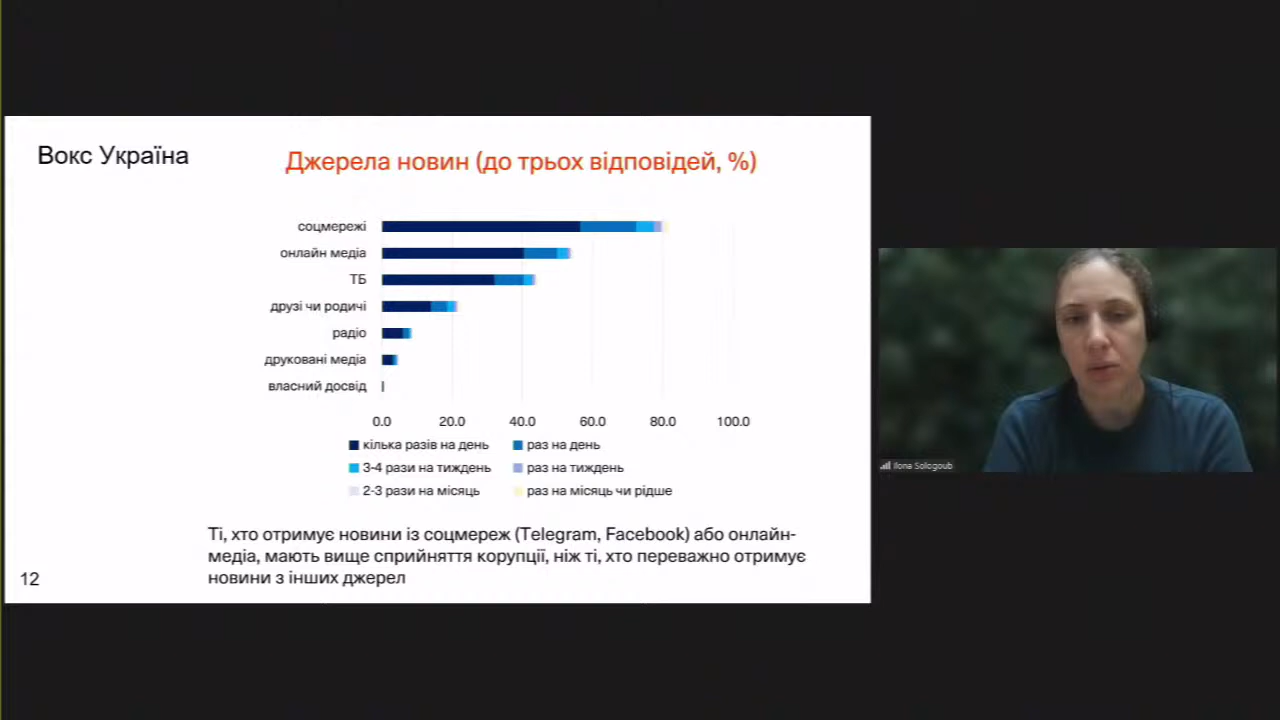 Вокс Україна
Джерела новин (до трьох відповідей, %)
соцмережі
онлайн медіа
ТБ
друзі чи родичі
радіо
друковані медіа
власний досвід
0.0 20.0 40.0 60.0 80.0 100.0
кілька разів на день раз на день
3-4 рази на тиждень раз на тиждень
2-3 рази на місяць раз на місяць чи рідше
Ті, хто отримує новини із соцмереж (Telegram, Facebook) або онлайн-
медіа, мають вище сприйняття корупції, ніж ті, хто переважно отримує
новини з інших джерел
12
Ilona Sologoub